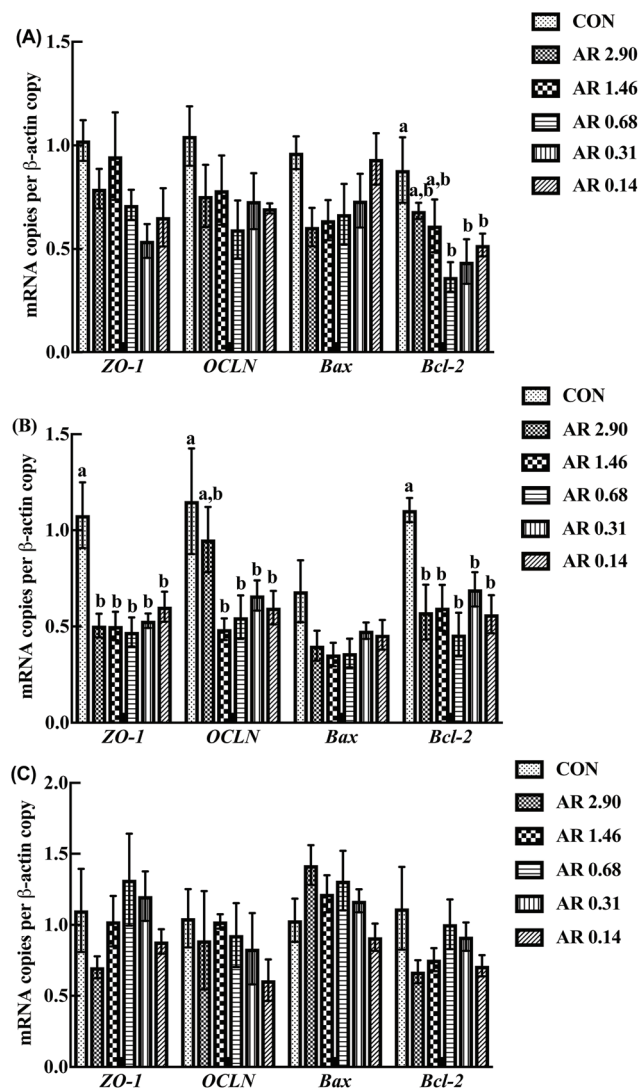 (A)
mRNA copies per β-actin copy
1.5
1.0
0.5
0.0
a
a,b
a,b
b
b
b
ZO-1 OCLN Bax Bcl-2
CON
AR 2.90
AR 1.46
AR 0.68
AR 0.31
AR 0.14
(B)
mRNA copies per β-actin copy
1.5
1.0
0.5
0.0
a
b b b b b
a
a,b
b b b b
a
b b b b b
ZO-1 OCLN Bax Bcl-2
CON
AR 2.90
AR 1.46
AR 0.68
AR 0.31
AR 0.14
(C)
mRNA copies per β-actin copy
2.0
1.5
1.0
0.5
0.0
ZO-1 OCLN Bax Bcl-2
CON
AR 2.90
AR 1.46
AR 0.68
AR 0.31
AR 0.14